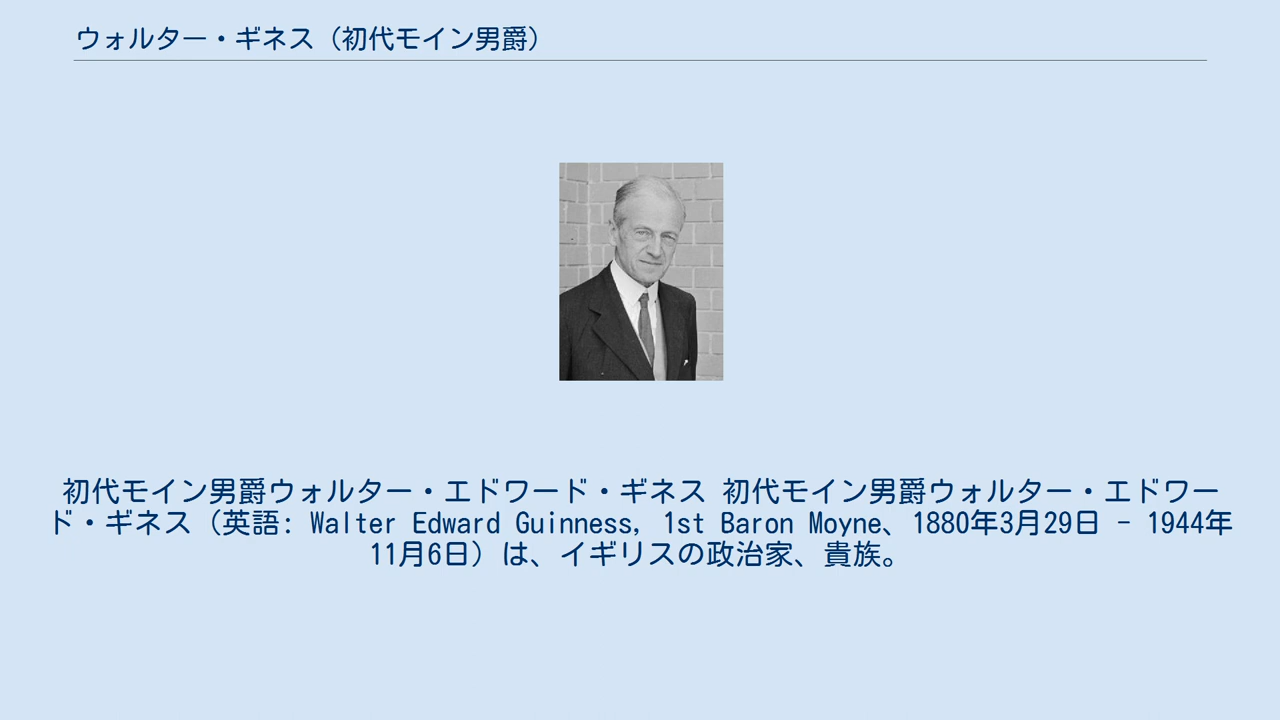 ウォルター・ギネス（初代モイン男爵）
初代モイン男爵ウォルター・エドワード・ギネス 初代モイン男爵ウォルター・エドワー
ド・ギネス（英語: Walter Edward Guinness, 1st Baron Moyne、1880年3月29日 - 1944年
11月6日）は、イギリスの政治家、貴族。